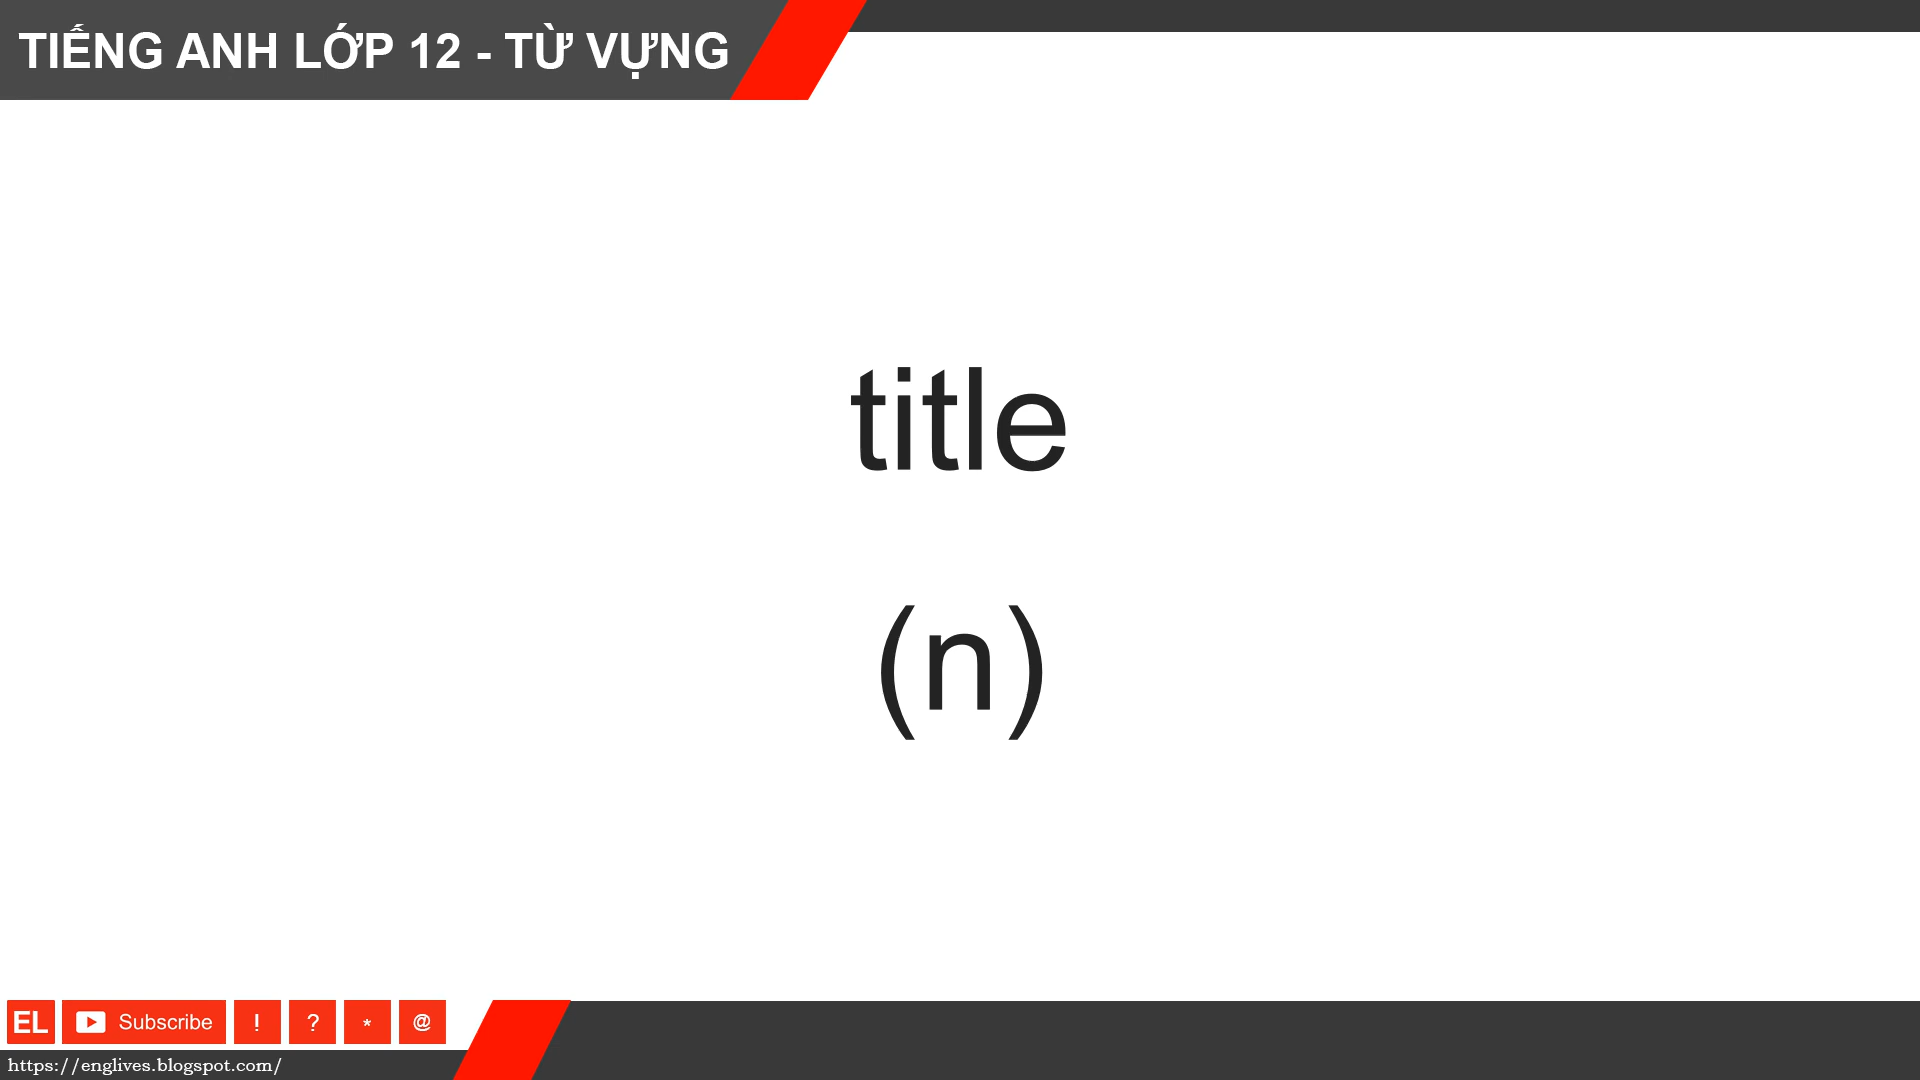 TIẾNG ANH LỚP 12 - TỪ VỰNG
title
(n)
EL Subscribe ! ? * @
https://englives.blogspot.com/